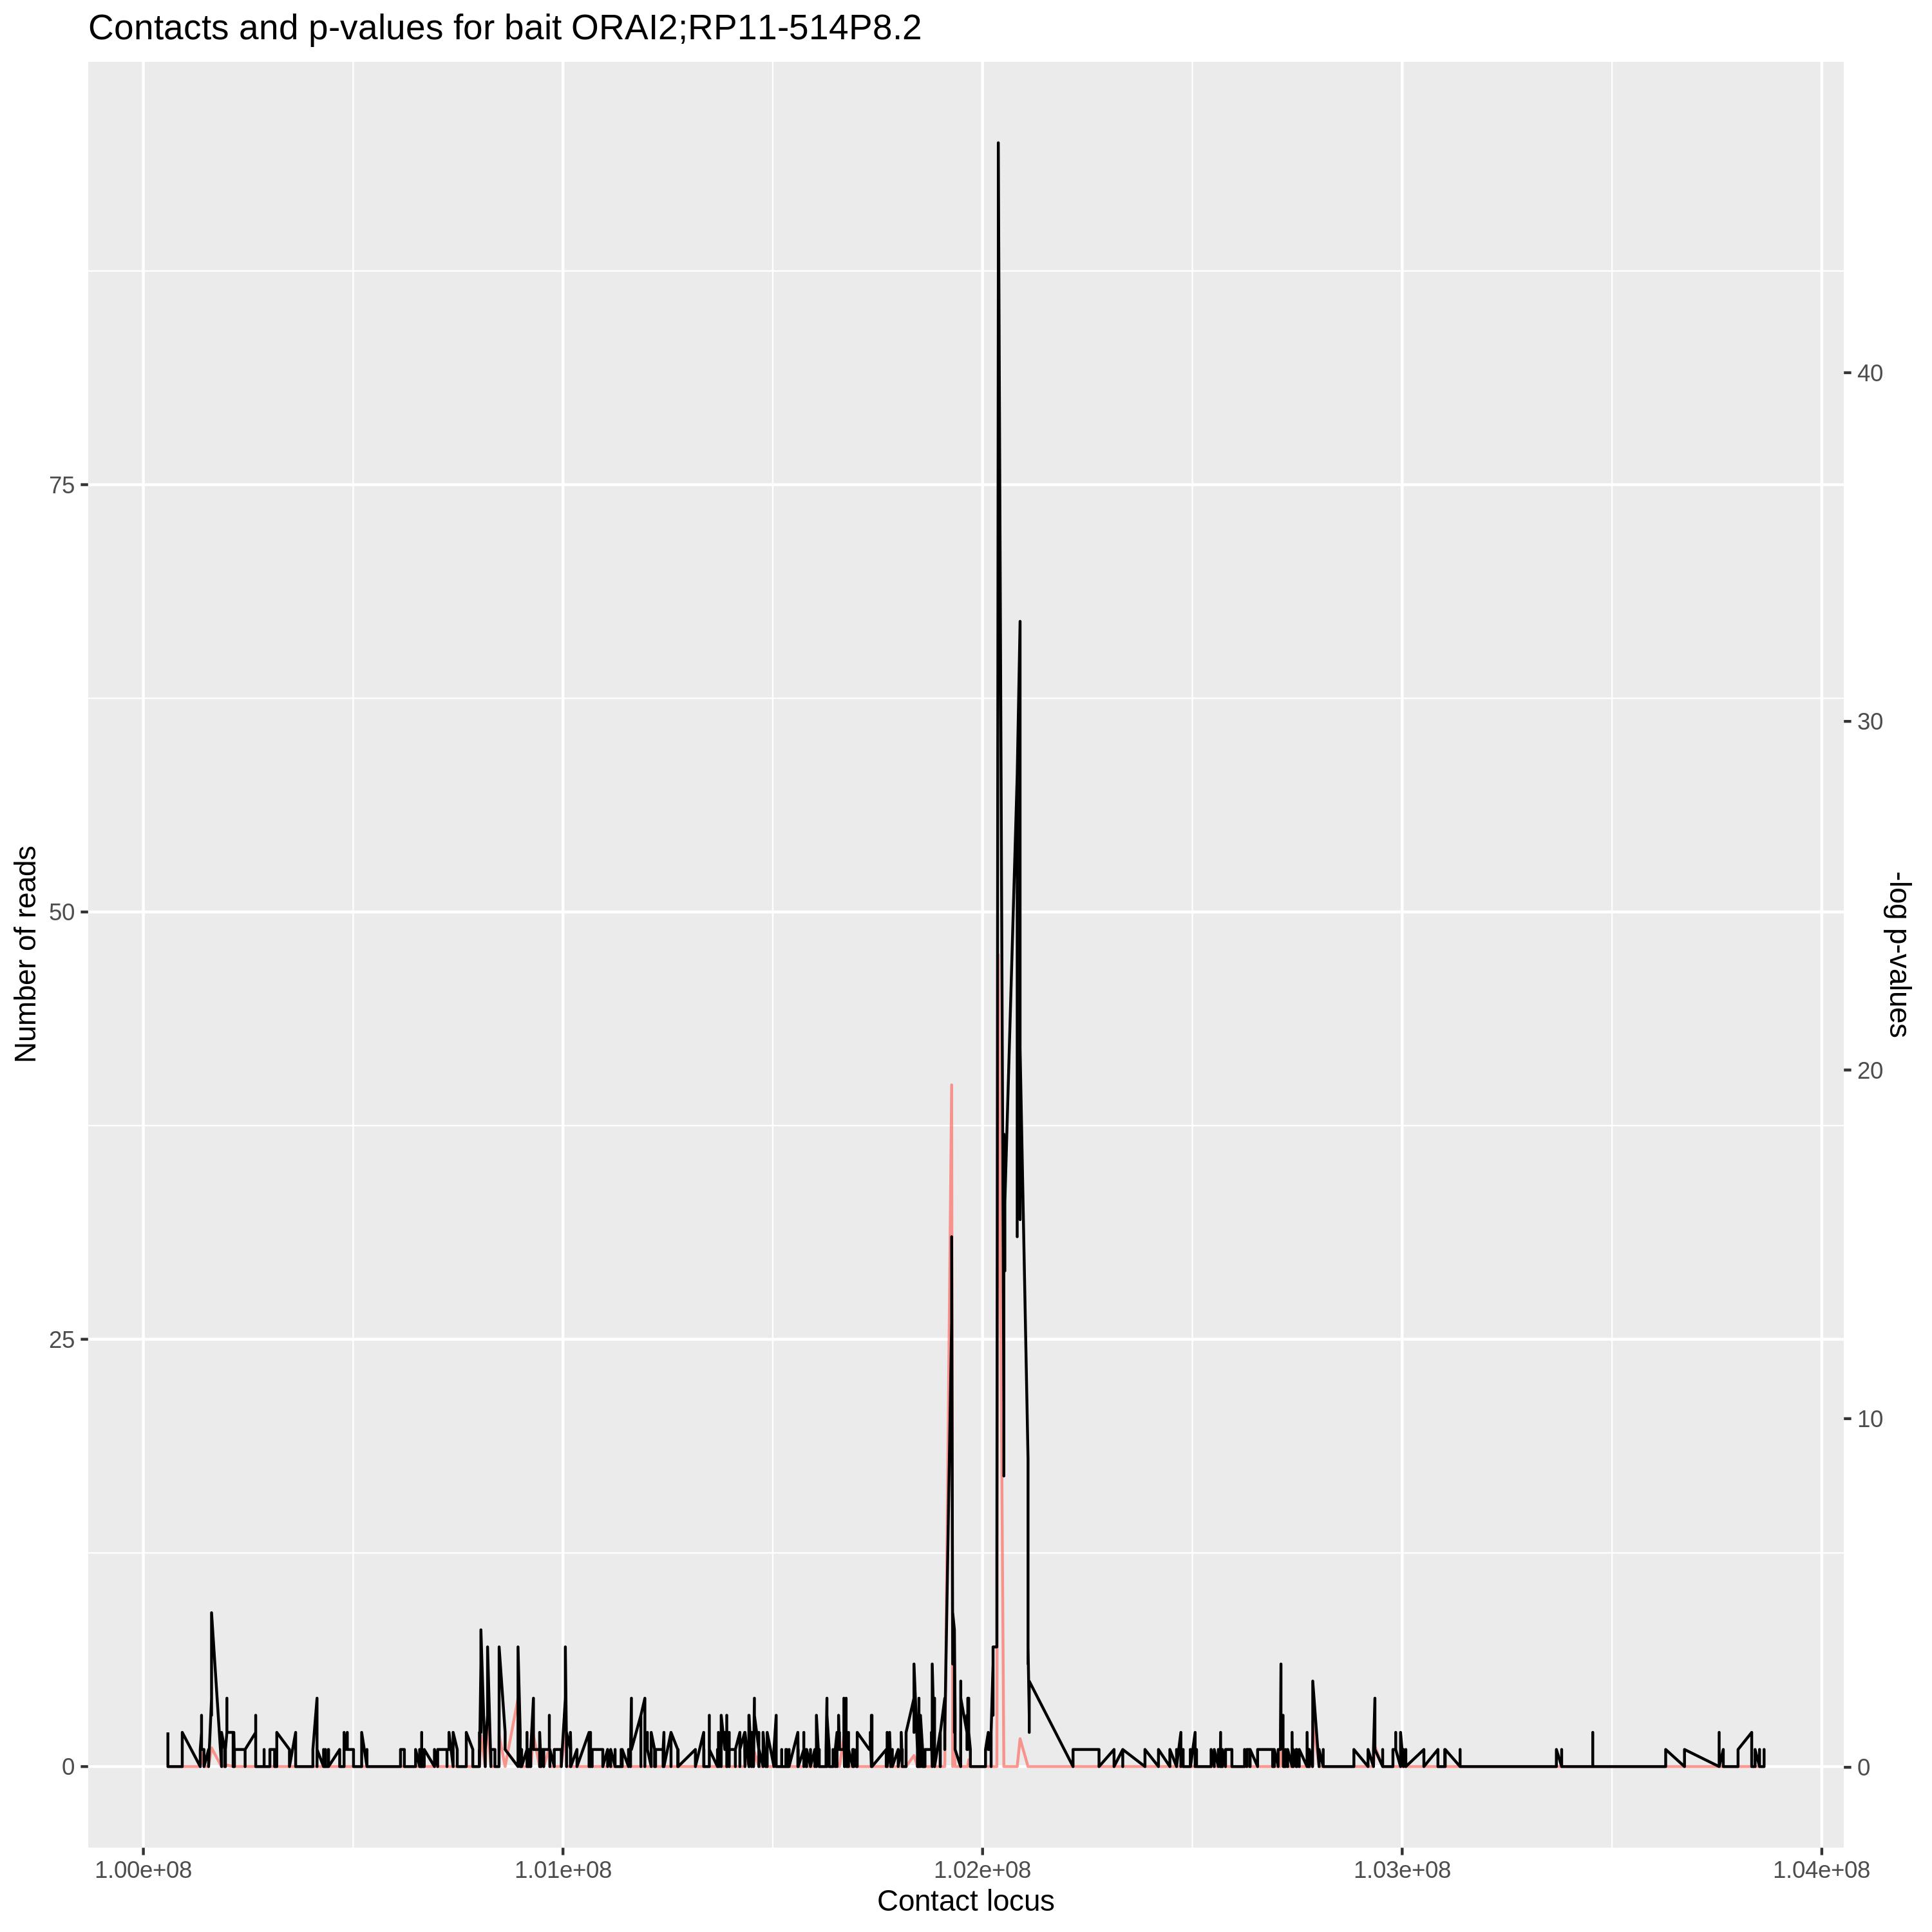 Contacts and p-values for bait ORAI2;RP11-514P8.2
Number of reads
75
50
25
0
40
30
20
10
0
-log p-values
1.00e+08 1.01e+08 1.02e+08 1.03e+08 1.04e+08
Contact locus